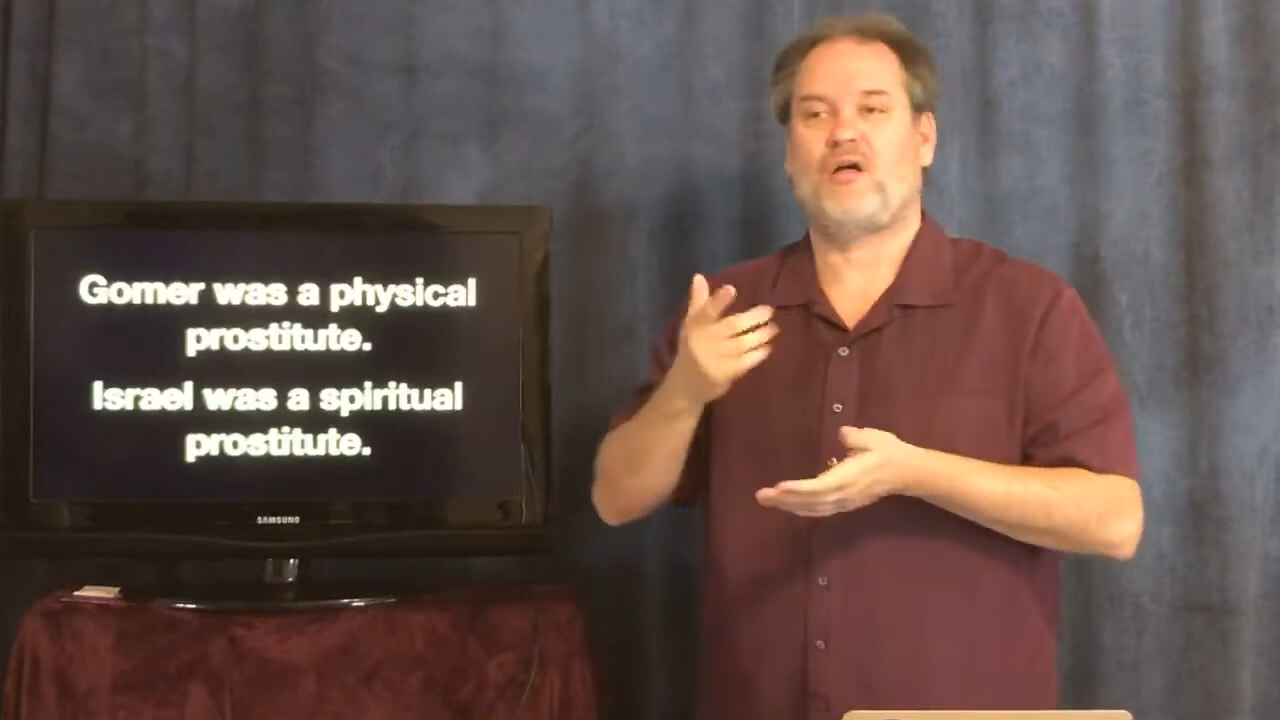 Gomer was a physical
prostitute.
Israel was a spiritual
prostitute.
SAMSUNG